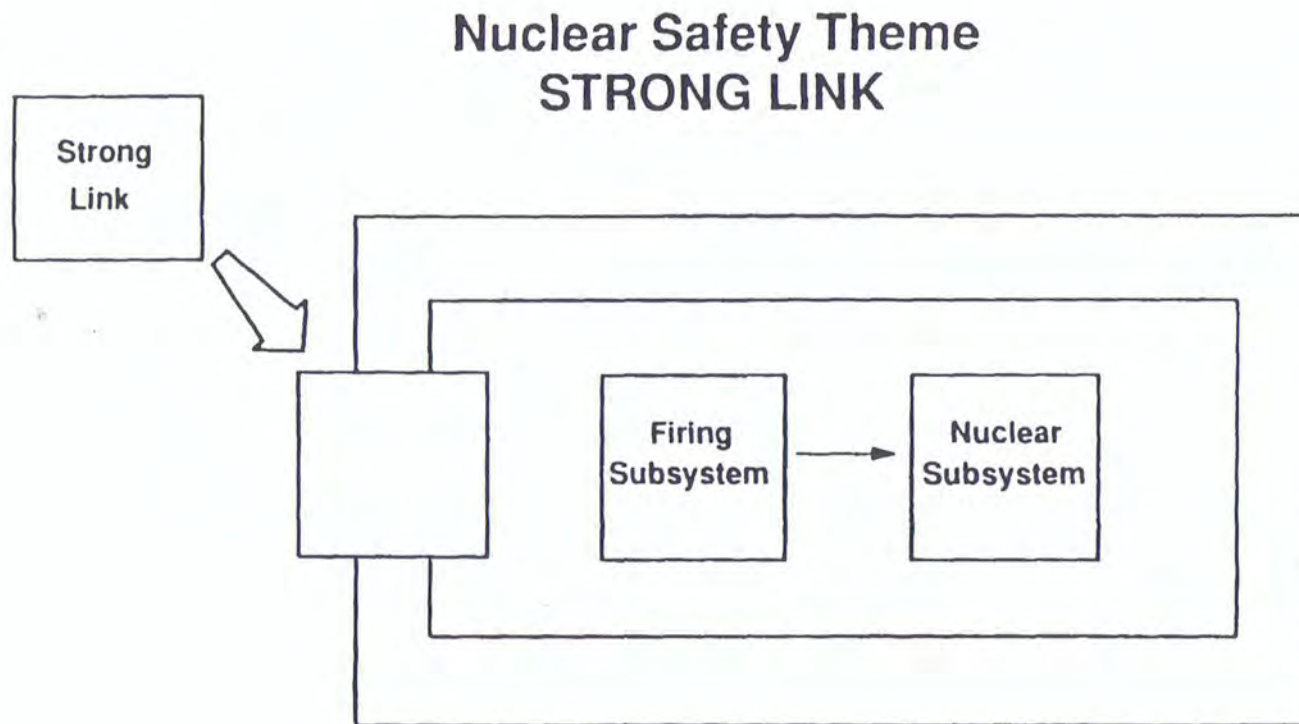 Nuclear Safety Theme
STRONG LINK
Strong
Link
Firing
Subsystem
Nuclear
Subsystem